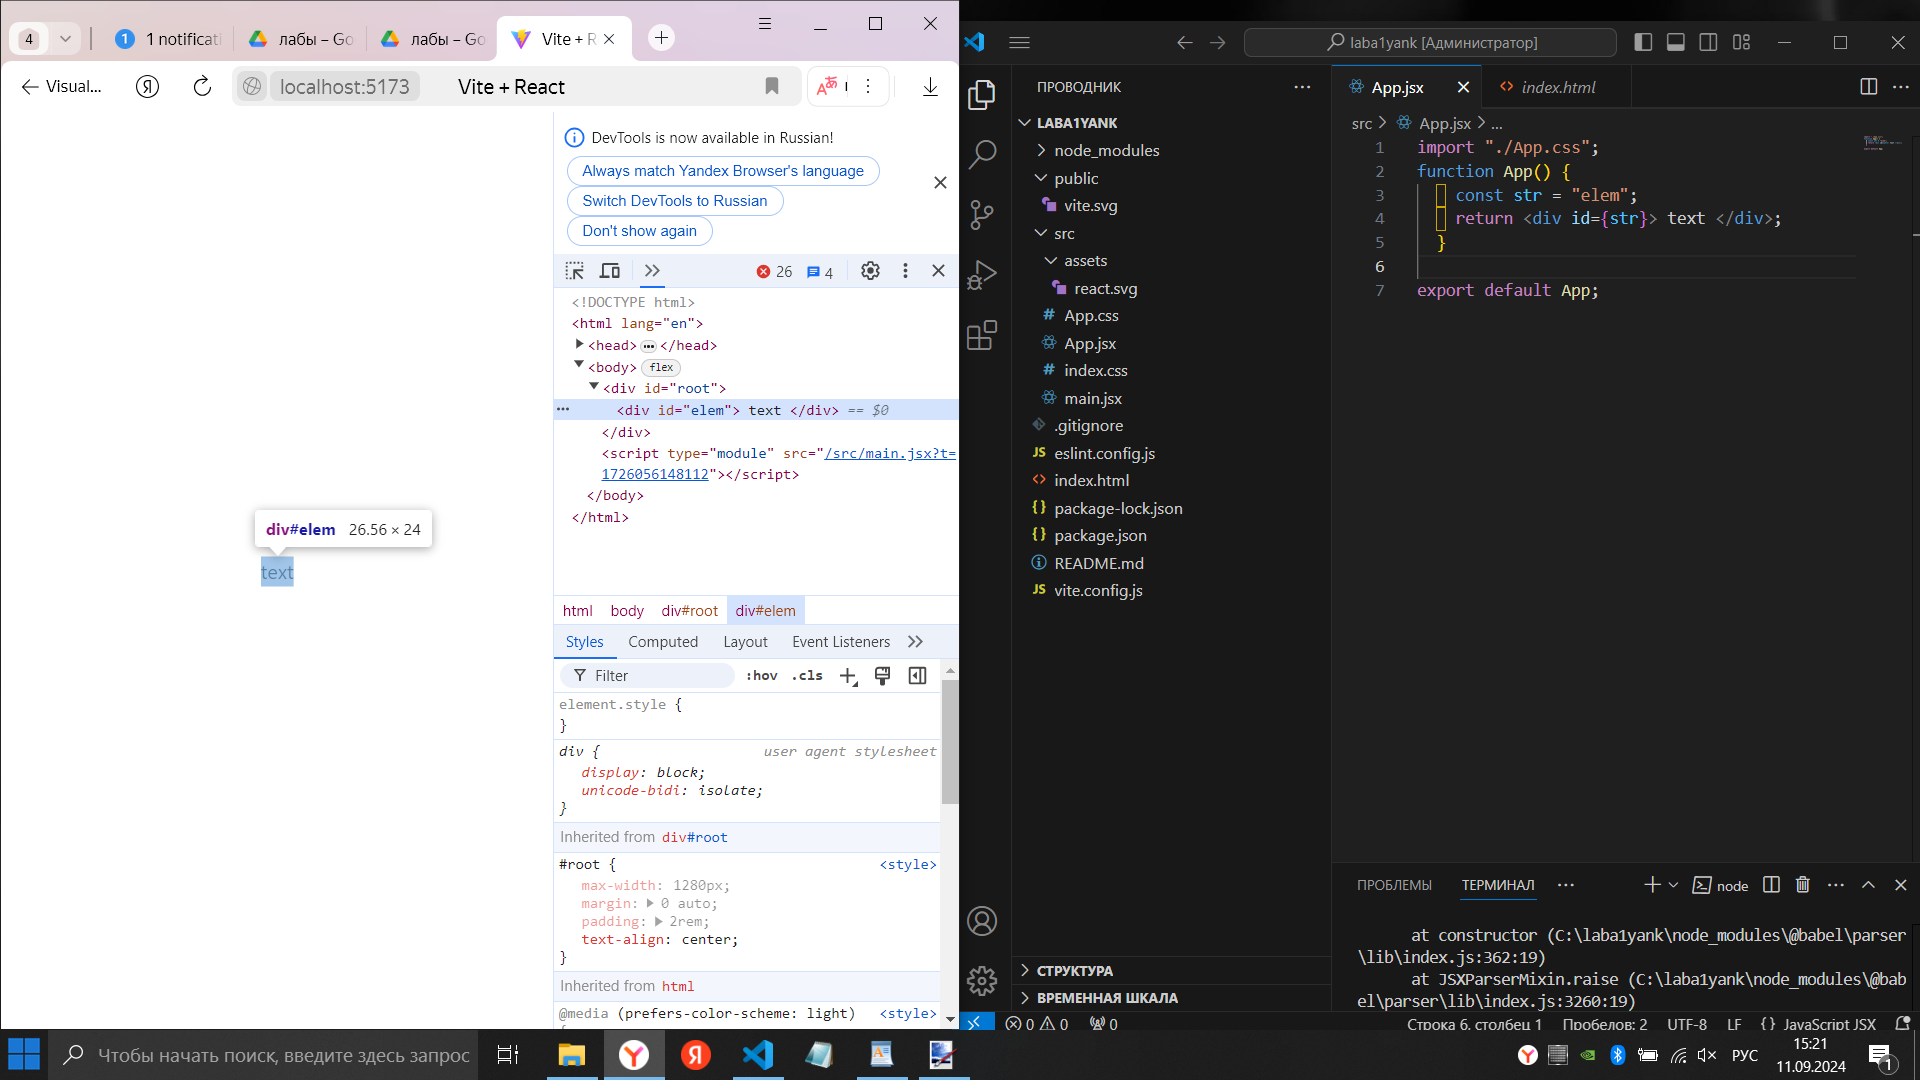 4
1
1 notificati
лабы – Go
лабы – Go
Vite + R
Visual...
Я
localhost:5173
Vite + React
DevTools is now available in Russian!
Always match Yandex Browser's language
Switch DevTools to Russian
Don't show again
26
4
<!DOCTYPE html>
<html lang="en">
<head> ••• </head>
<body> flex
<div id="root">
••• <div id="elem"> text </div> == $0
</div>
<script type="module" src="/src/main.jsx?t=
1726056148112"></script>
</body>
</html>
div#elem 26.56 × 24
text
html body div#root div#elem
Styles Computed Layout Event Listeners
Filter :hov .cls
element.style {
}
div { user agent stylesheet
display: block;
unicode-bidi: isolate;
}
Inherited from div#root
#root { <style>
max-width: 1280px;
margin: 0 auto;
padding: 2rem;
text-align: center;
}
Inherited from html
@media (prefers-color-scheme: light) <style>
laba1yank [Администратор]
ПРОВОДНИК
LABA1YANK
node_modules
public
vite.svg
src
assets
react.svg
App.css
App.jsx
index.css
main.jsx
.gitignore
eslint.config.js
index.html
package-lock.json
package.json
README.md
vite.config.js
СТРУКТУРА
ВРЕМЕННАЯ ШКАЛА
App.jsx
index.html
src > App.jsx > ...
1 import "./App.css";
2 function App() {
3 const str = "elem";
4 return <div id={str}> text </div>;
5 }
6
7 export default App;
ПРОБЛЕМЫ ТЕРМИНАЛ
node
at constructor (C:\laba1yank\node_modules\@babel\parser
\lib\index.js:362:19)
at JSXParserMixin.raise (C:\laba1yank\node_modules\@bab
el\parser\lib\index.js:3260:19)
0 0 0
Строка 6, столбец 1 Пробелов: 2 UTF-8 LF {} JavaScript JSX
Чтобы начать поиск, введите здесь запрос
РУС
15:21
11.09.2024
1